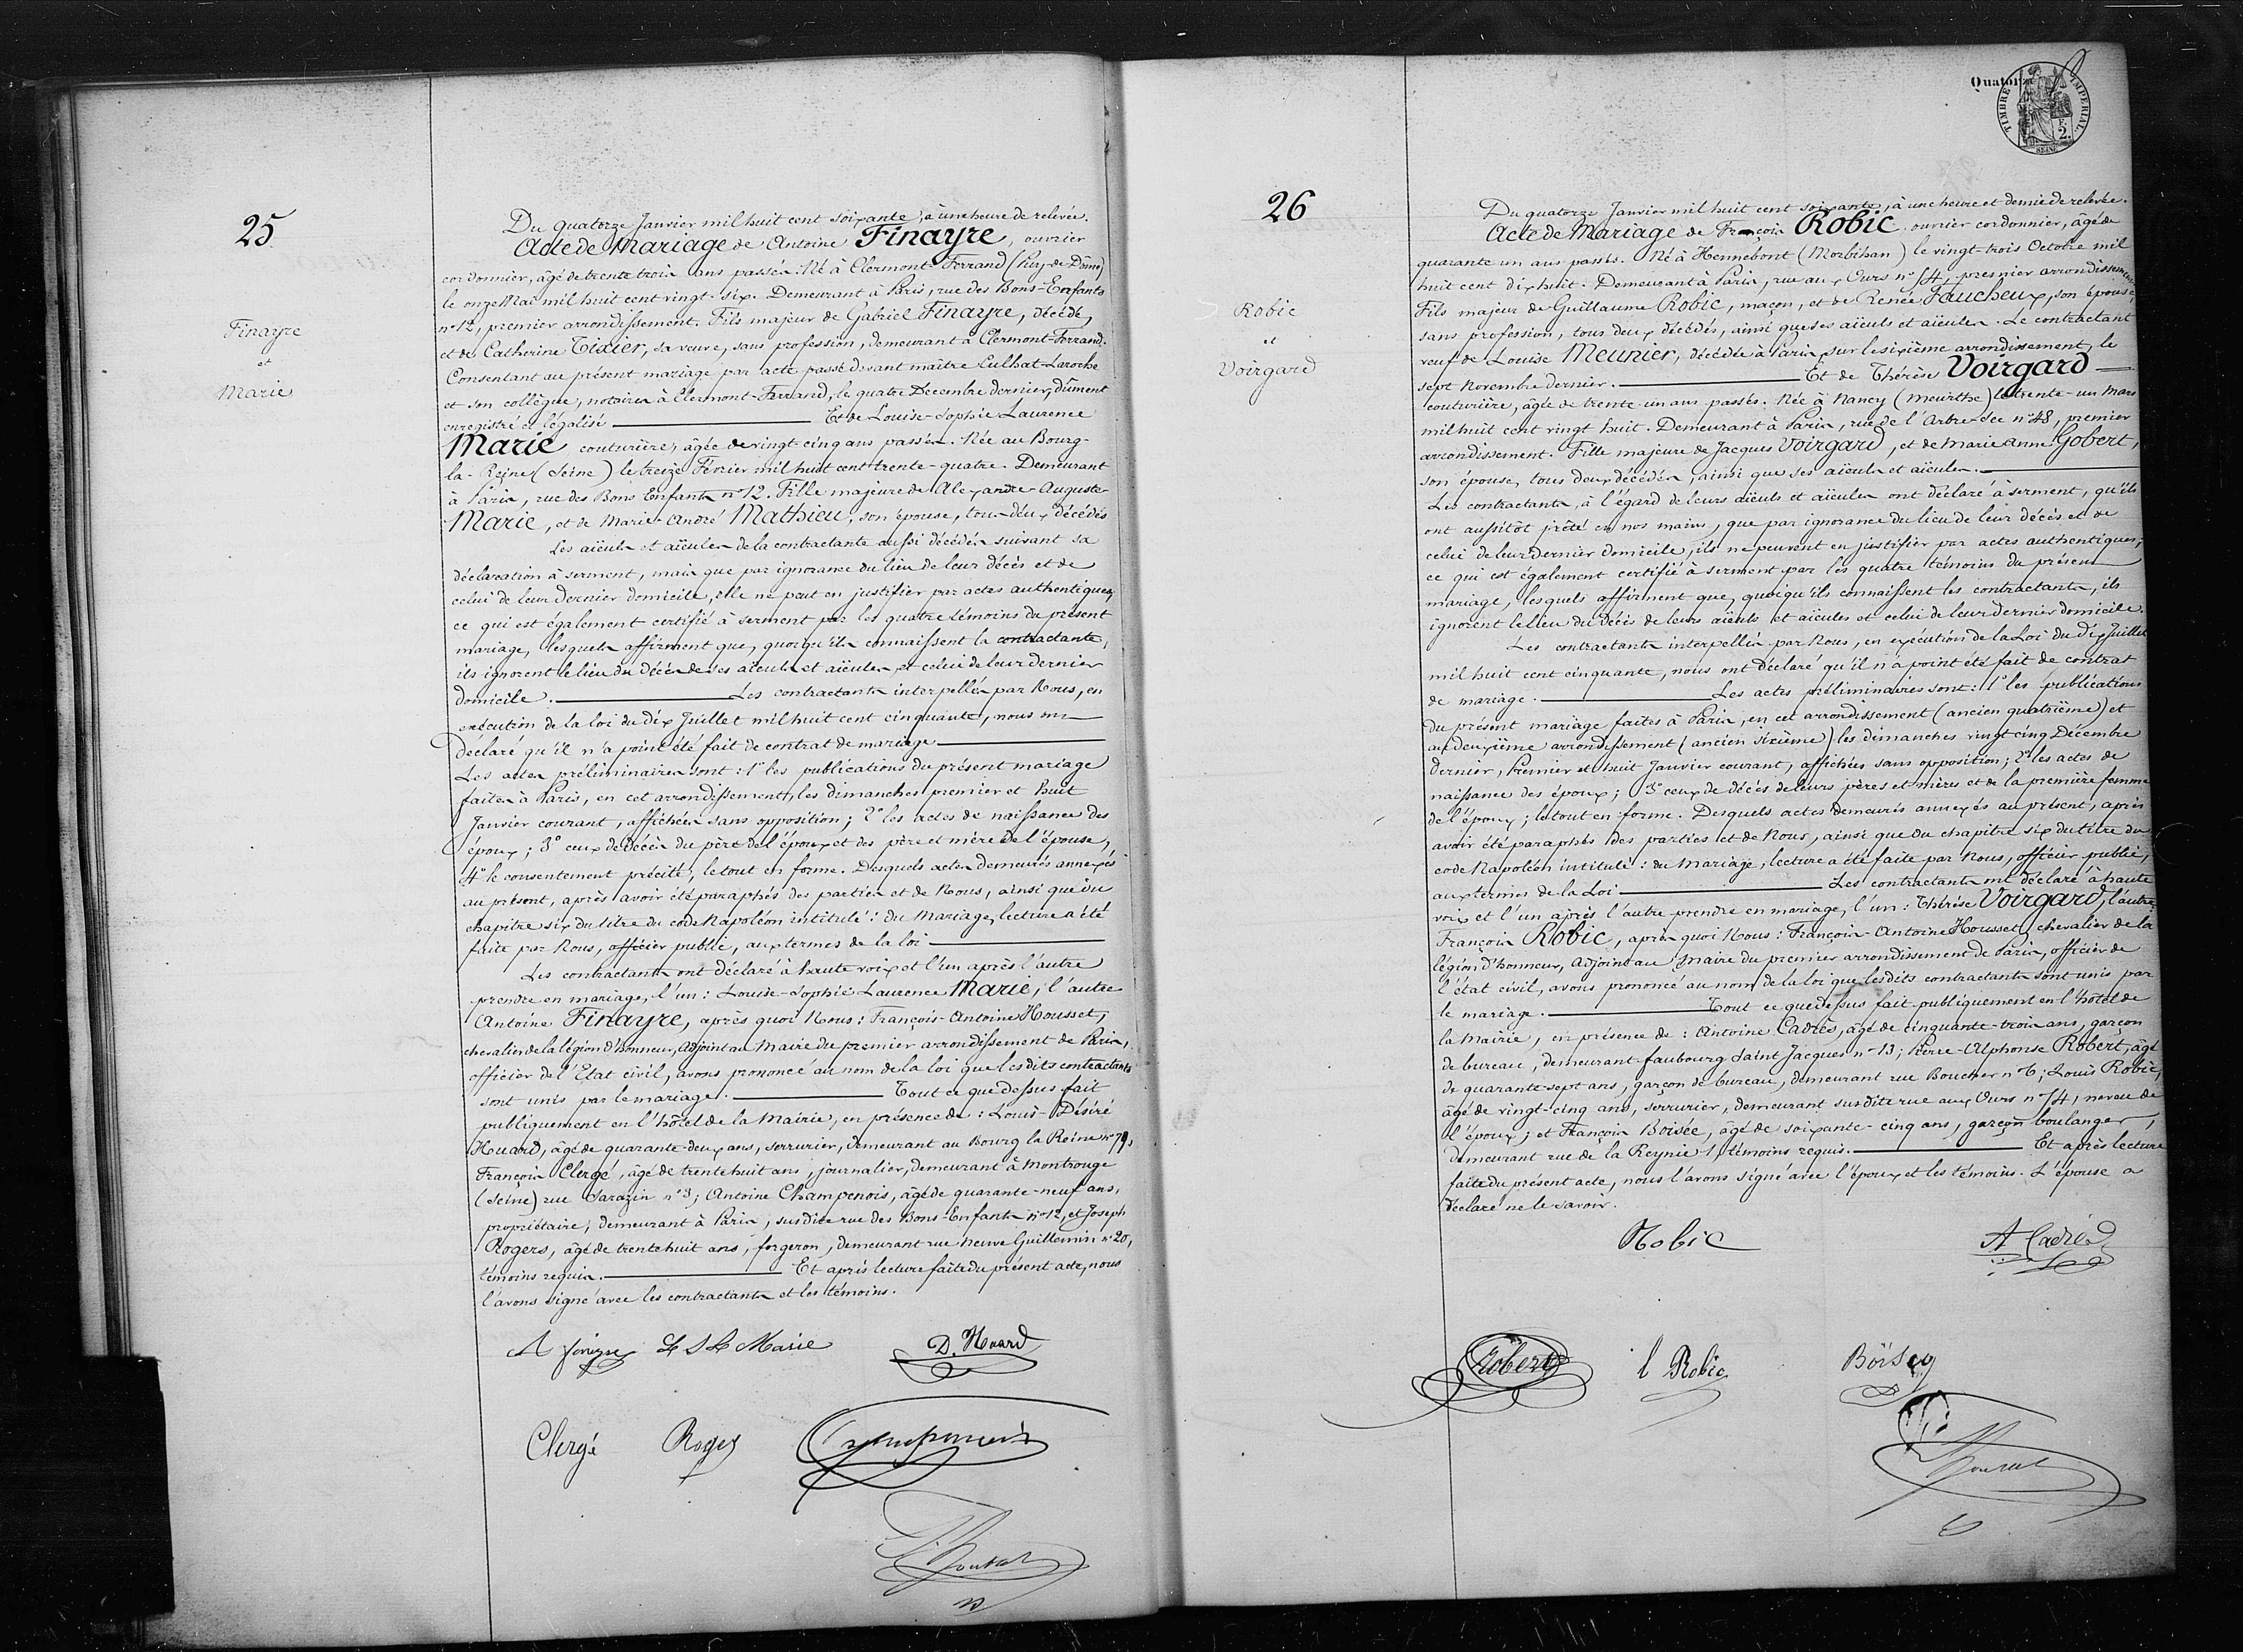 25
Finayre
et
Marie
Du quatorze Janvier mil huit cent soixante, à une heure de relevée.
Acte de Mariage de Antoine Finayre, ouvrier
cordonnier, âgé de trente trois ans passés. Né à Clermont-Ferrand (Puy-de-Dôme)
le onze Mai mil huit cent vingt-six. Demeurant à Paris, rue des Bons-Enfants
n° 12, premier arrondissement. Fils majeur de Gabriel Finayre, décédé,
et de Catherine Tixier, sa veuve, sans profession, demeurant à Clermont-Ferrand.
Consentant au présent mariage par acte passé devant maître Culhat-Laroche
et son collègue, notaires à Clermont-Ferrand, le quatre Décembre dernier, dûment
enregistré et légalisé Et de Louise-Sophie Laurence
Marie couturière, âgée de vingt-cinq ans passés. Née au Bourg-
la-Reine (Seine) le treize Février mil huit cent trente-quatre. Demeurant
à Paris, rue des Bons Enfants n° 12. Fille majeure de Alexandre-Auguste-
Marie, et de Marie-André Mathieu, son épouse, tous deux décédés
Les aïeuls et aïeules de la contractante aussi décédés suivant sa
déclaration à serment, mais que par ignorance du lieu de leur décès et de
celui de leur dernier domicile, elle ne peut en justifier par actes authentiques,
ce qui est également certifié à serment par les quatre témoins du présent
mariage, lesquels affirment que, quoiqu'ils connaissent la contractante,
ils ignorent le lieu du décès de ses aïeuls et aïeules, et celui de leur dernier
domicile. Les contractants interpellés par Nous, en
exécution de la loi du dix Juillet mil huit cent cinquante, nous ont
déclaré qu'il n'a point été fait de contrat de mariage
Les actes préliminaires sont : 1° les publications du présent mariage
faites à Paris, en cet arrondissement, les dimanches premier et huit
Janvier courant, affichées sans opposition; 2° les actes de naissance des
époux; 3° ceux de décès du père de l'époux et des père et mère de l'épouse,
4° le consentement précité, le tout en forme. Desquels actes demeurés annexés
au présent, après avoir été paraphés des parties et de Nous, ainsi que du
chapitre six du titre du code Napoléon intitulé : du Mariage, lecture a été
faite par Nous, officier public, aux termes de la loi
Les contractants ont déclaré à haute voix et l'un après l'autre
prendre en mariage, l'un : Louise-Sophie Laurence Marie, l'autre
Antoine Finayre, après quoi Nous : François-Antoine Housset,
chevalier de la légion d'honneur, adjoint au Maire du premier arrondissement de Paris,
officier de l'Etat civil, avons prononcé au nom de la loi que lesdits contractants
sont unis par le mariage. Tout ce que dessus fait
publiquement en l'hôtel de la Mairie, en présence de : Louis-Désiré
Huard, âgé de quarante-deux ans, serrurier, demeurant au Bourg la Reine n° 79,
François Clergé, âgé de trente huit ans, journalier, demeurant à Montrouge
(Seine) rue Sarazin n° 3; Antoine Champenois, âgé de quarante-neuf ans,
propriétaire, demeurant à Paris, susdite rue des Bons-Enfants n° 12, et Joseph
Rogers, âgé de trente huit ans, forgeron, demeurant rue Neuve Guillemin n° 20,
témoins requis. Et après lecture faite du présent acte, nous
l'avons signé avec les contractants et les témoins.
A finayre L S L Marie D. Huard
Clergé Roges
Quatorze
TIMBRE IMPERIAL
F. 2.
SEINE
26
Robic
et
Voirgard
Du quatorze Janvier mil huit cent soixante, à une heure et demie de relevée.
Acte de Mariage de François Robic, ouvrier cordonnier, âgé de
quarante un ans passés. Né à Hennebont (Morbihan) le vingt-trois Octobre mil
huit cent dix huit. Demeurant à Paris, rue aux Ours n° 54, premier arrondissement
Fils majeur de Guillaume Robic, maçon, et de Renée Faucheux, son épouse,
sans profession, tous deux décédés, ainsi que ses aïeuls et aïeules. Le contractant
veuf de Louise Meunier, décédée à Paris sur le sixième arrondissement, le
sept Novembre dernier. Et de Thérèse Voirgard
couturière, âgée de trente-un ans passés. Née à Nancy (Meurthe) le trente-un Mars
mil huit cent vingt huit. Demeurant à Paris, rue de l'Arbre-Sec n° 48, premier
arrondissement. Fille majeure de Jacques Voirgard, et de Marie Anne Gobert,
son épouse, tous deux décédés, ainsi que ses aïeuls et aïeules.
Les contractants, à l'égard de leurs aïeuls et aïeules ont déclaré à serment, qu'ils
ont aussitôt prêté en nos mains, que par ignorance du lieu de leur décès et de
celui de leur dernier domicile, ils ne peuvent en justifier par actes authentiques;
ce qui est également certifié à serment par les quatre témoins du présent
mariage, lesquels affirment que, quoiqu'ils connaissent les contractants, ils
ignorent le lieu du décès de leurs aïeuls et aïeules et celui de leur dernier domicile.
Les contractants interpellés par Nous, en exécution de la Loi du dix Juillet
mil huit cent cinquante, nous ont déclaré qu'il n'a point été fait de contrat
de mariage. Les actes préliminaires sont : 1° les publications
du présent mariage faites à Paris, en cet arrondissement (ancien quatrième) et
au deuxième arrondissement (ancien sixième) les dimanches vingt cinq Décembre
dernier, Premier et huit Janvier courant, affichées sans opposition; 2° les actes de
naissance des époux; 3° ceux de décès de leurs pères et mères et de la première femme
de l'époux; le tout en forme. Desquels actes demeurés annexés au présent, après
avoir été paraphés des parties et de Nous, ainsi que du chapitre six du titre du
code Napoléon intitulé : du Mariage, lecture a été faite par Nous, officier public,
aux termes de la Loi Les contractants ont déclaré à haute
voix et l'un après l'autre prendre en mariage, l'un : Thérèse Voirgard, l'autre :
François Robic, après quoi Nous : François-Antoine Housset, chevalier de la
légion d'honneur, adjoint au Maire du premier arrondissement de Paris, officier de
l'état civil, avons prononcé au nom de la loi que lesdits contractants sont unis par
le mariage. Tout ce que dessus fait publiquement en l'hôtel de
la Mairie, en présence de : Antoine Cadiès, âgé de cinquante-trois ans, garçon
de bureau, demeurant faubourg Saint Jacques n° 13; Pierre-Alphonse Robert, âgé
de quarante-sept ans, garçon de bureau, demeurant rue Boucher n° 6; Louis Robic,
âgé de vingt-cinq ans, serrurier, demeurant susdite rue aux Ours n° 54, neveu de
l'époux; et François Boisée, âgé de soixante-cinq ans, garçon boulanger,
demeurant rue de la Reynie 1, témoins requis. Et après lecture
faite du présent acte, nous l'avons signé avec l'époux et les témoins. L'épouse a
déclaré ne le savoir.
Robic A Cadiès
Robert l Robic